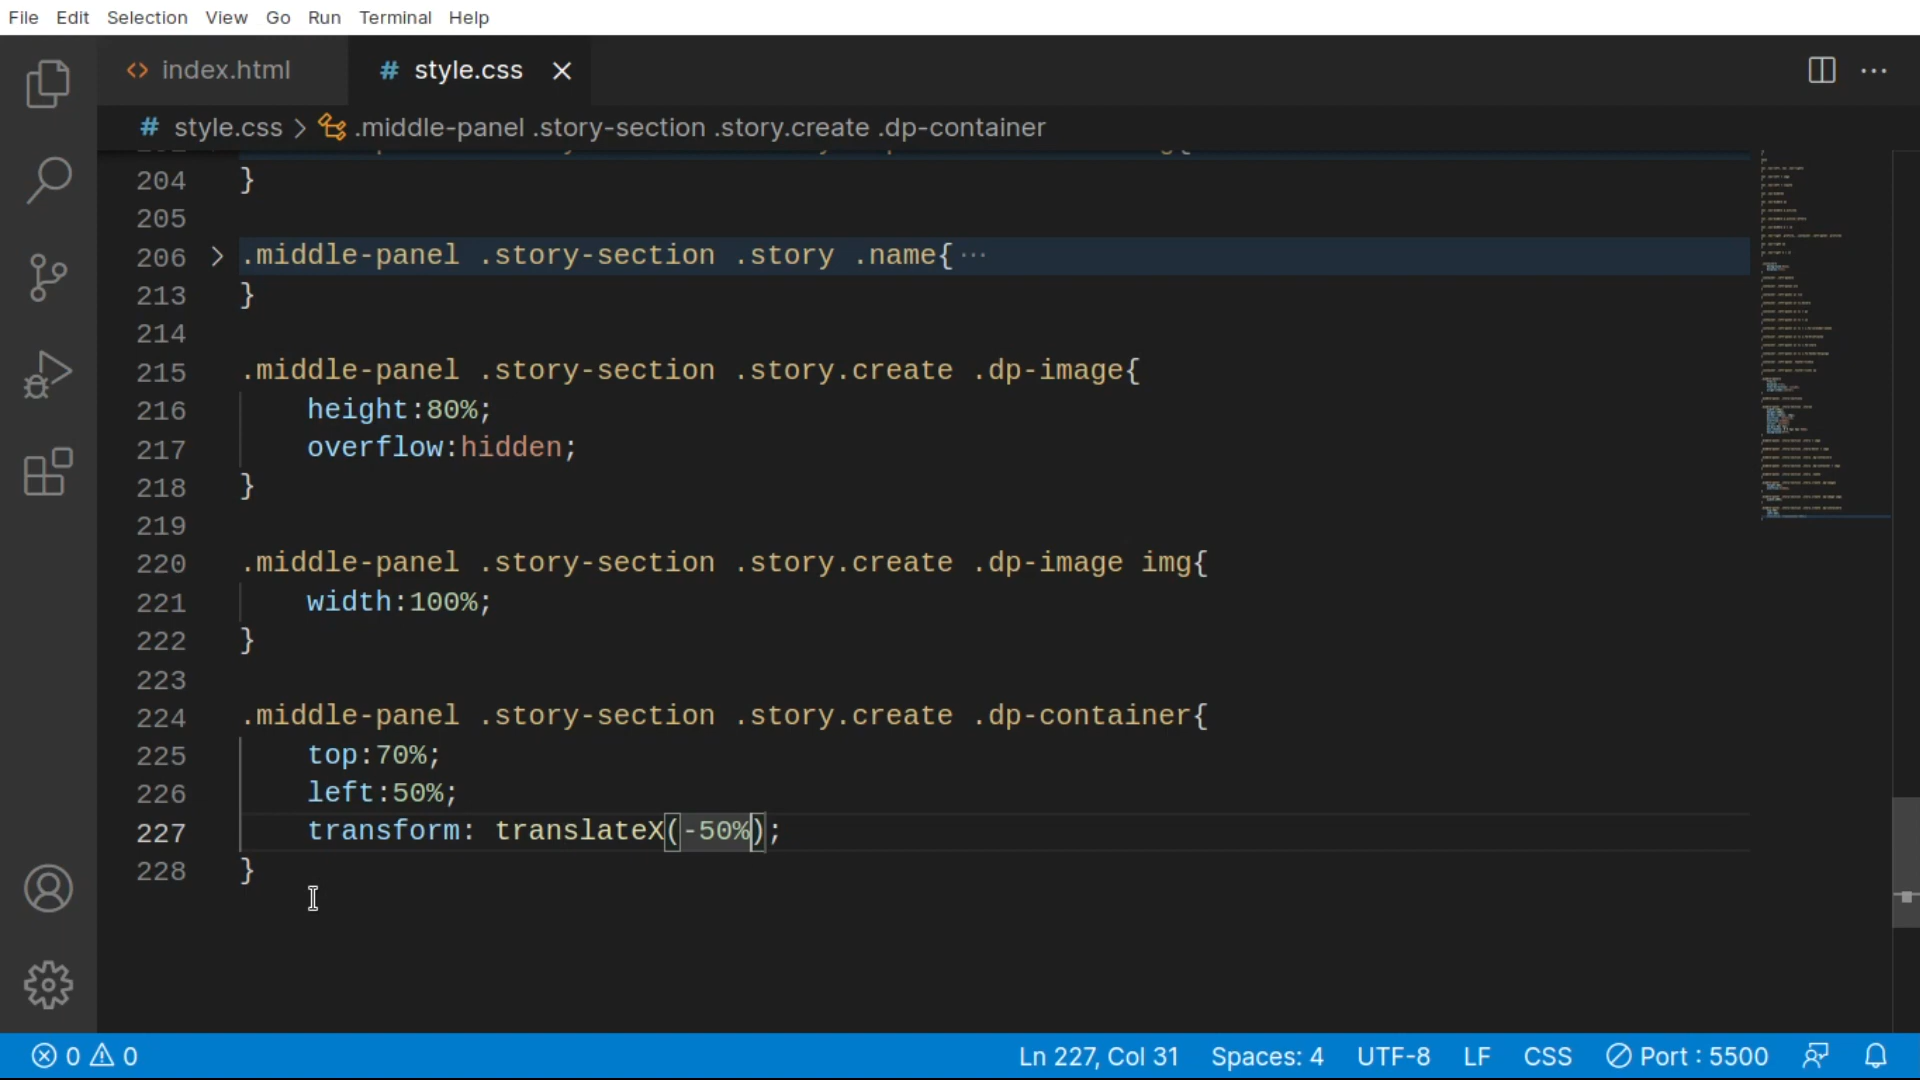 File Edit Selection View Go Run Terminal Help
<> index.html # style.css
# style.css > .middle-panel .story-section .story.create .dp-container
204 }
205
206 > .middle-panel .story-section .story .name{ ···
213 }
214
215 .middle-panel .story-section .story.create .dp-image{
216 height:80%;
217 overflow:hidden;
218 }
219
220 .middle-panel .story-section .story.create .dp-image img{
221 width:100%;
222 }
223
224 .middle-panel .story-section .story.create .dp-container{
225 top:70%;
226 left:50%;
227 transform: translateX(-50%);
228 }
0 0 Ln 227, Col 31 Spaces: 4 UTF-8 LF CSS Port : 5500